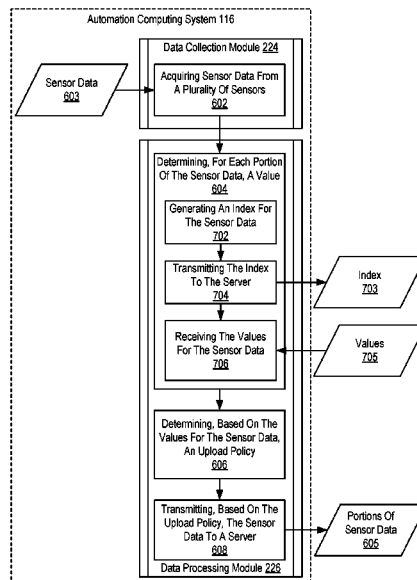 Automation Computing System 116
Data Collection Module 224
Sensor Data
603
Acquiring Sensor Data From
A Plurality Of Sensors
602
Determining, For Each Portion
Of The Sensor Data, A Value
604
Generating An Index For
The Sensor Data
702
Transmitting The Index
To The Server
704
Index
703
Receiving The Values
For The Sensor Data
706
Values
705
Determining, Based On The
Values For The Sensor Data,
An Upload Policy
606
Transmitting, Based On The
Upload Policy, The Sensor
Data To A Server
608
Portions Of
Sensor Data
605
Data Processing Module 226